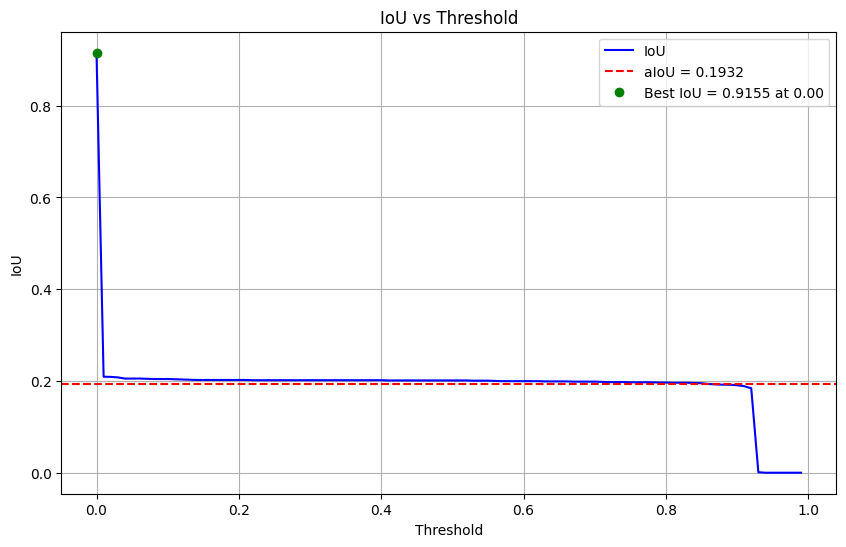 IoU vs Threshold
IoU
aIoU = 0.1932
Best IoU = 0.9155 at 0.00
0.8
0.6
0.4
0.2
0.0
IoU
0.0 0.2 0.4 0.6 0.8 1.0
Threshold